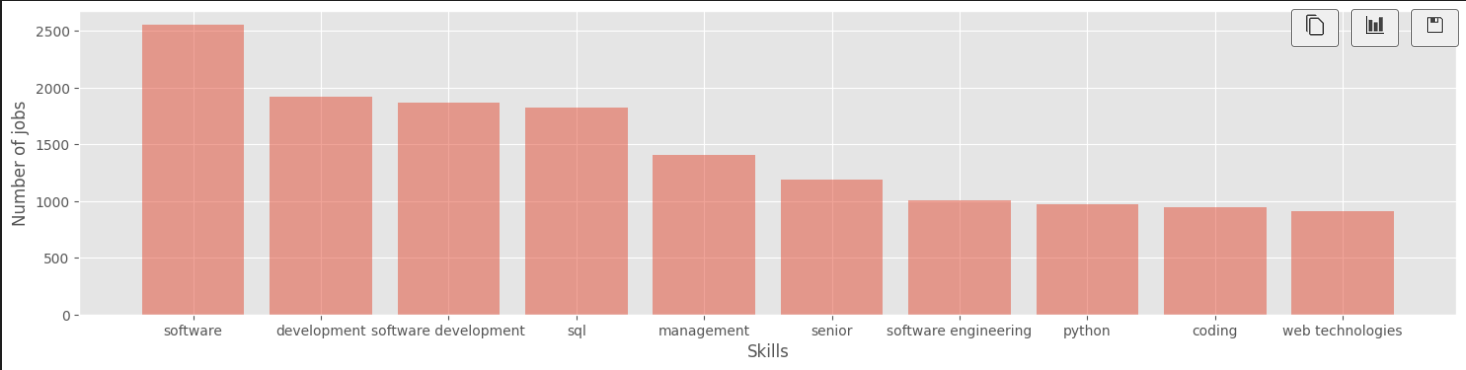 Number of jobs
2500
2000
1500
1000
500
0
software development software development sql management senior software engineering python coding web technologies
Skills